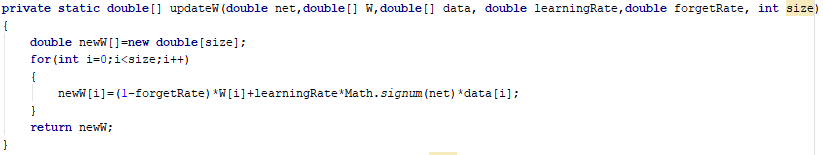 private static double[] updateW(double net,double[] W,double[] data, double learningRate,double forgetRate, int size)
{
double newW[]=new double[size];
for(int i=0;i<size;i++)
{
newW[i]=(1-forgetRate)*W[i]+learningRate*Math.signum(net)*data[i];
}
return newW;
}